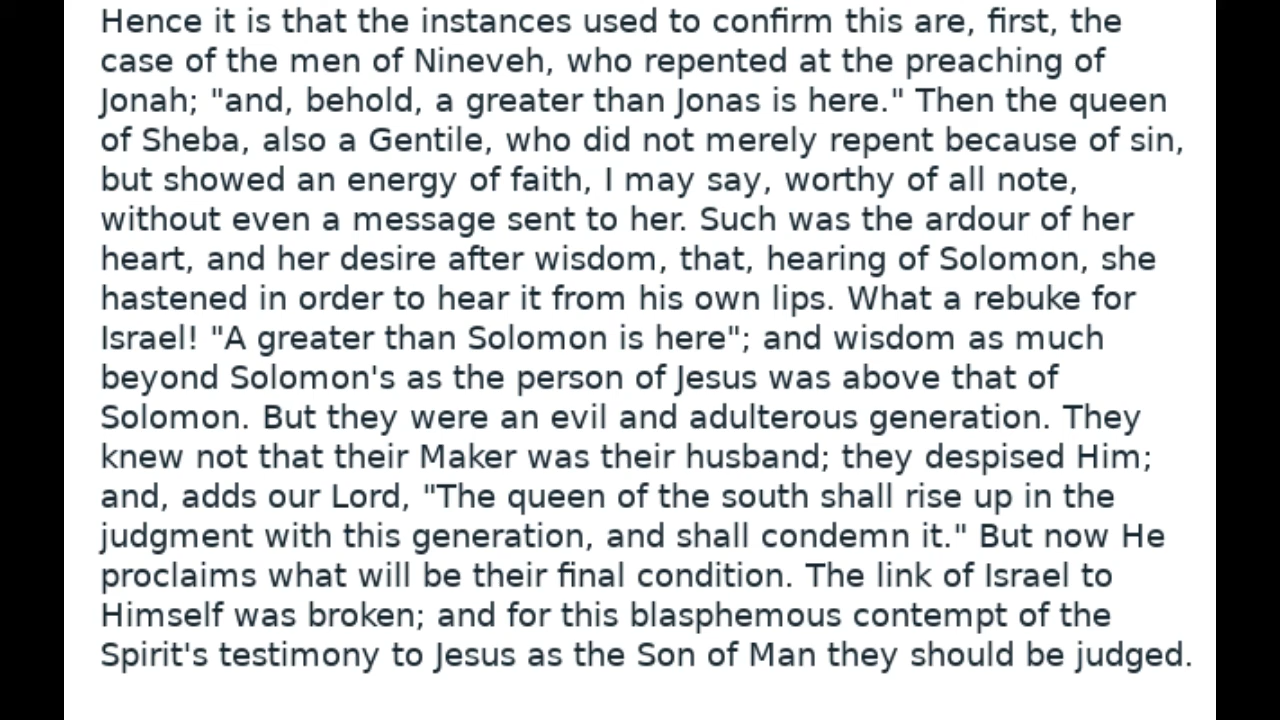 Hence it is that the instances used to confirm this are, first, the
case of the men of Nineveh, who repented at the preaching of
Jonah; "and, behold, a greater than Jonas is here." Then the queen
of Sheba, also a Gentile, who did not merely repent because of sin,
but showed an energy of faith, I may say, worthy of all note,
without even a message sent to her. Such was the ardour of her
heart, and her desire after wisdom, that, hearing of Solomon, she
hastened in order to hear it from his own lips. What a rebuke for
Israel! "A greater than Solomon is here"; and wisdom as much
beyond Solomon's as the person of Jesus was above that of
Solomon. But they were an evil and adulterous generation. They
knew not that their Maker was their husband; they despised Him;
and, adds our Lord, "The queen of the south shall rise up in the
judgment with this generation, and shall condemn it." But now He
proclaims what will be their final condition. The link of Israel to
Himself was broken; and for this blasphemous contempt of the
Spirit's testimony to Jesus as the Son of Man they should be judged.